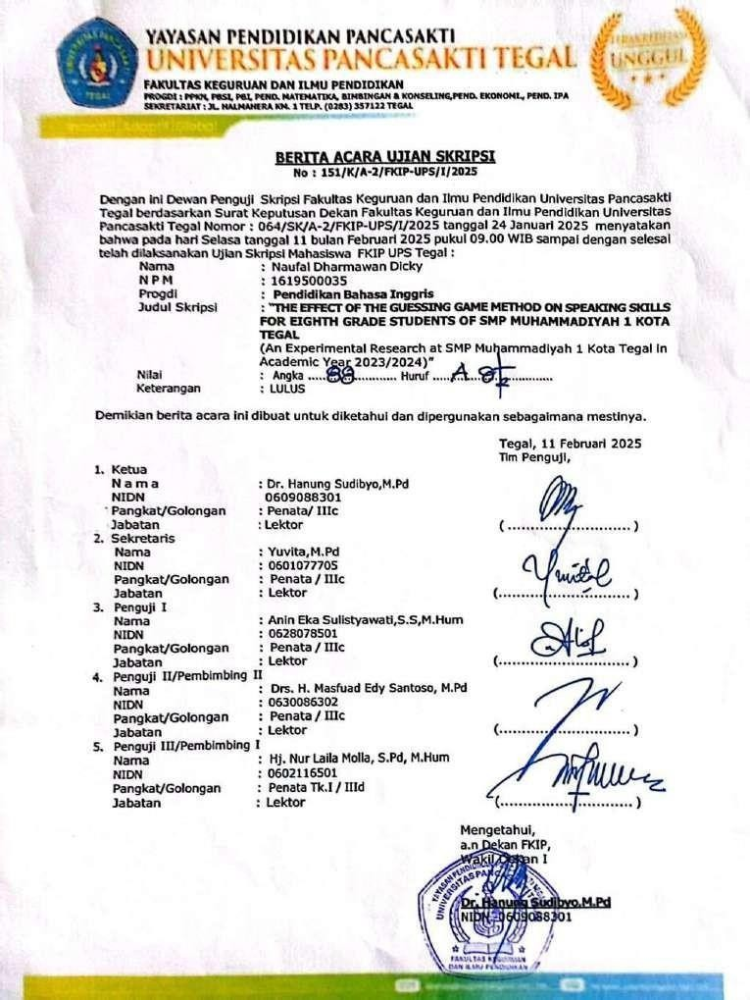 YAYASAN PENDIDIKAN PANCASAKTI
UNIVERSITAS PANCASAKTI TEGAL
FAKULTAS KEGURUAN DAN ILMU PENDIDIKAN
PROGDI : PPKN, PBSI, PBI, PEND. MATEMATIKA, BIMBINGAN & KONSELING,PEND. EKONOMI., PEND. IPA
SEKRETARIAT : JL. HALMAHERA KM. 1 TELP. (0283) 357122 TEGAL
TERAKREDITASI
UNGGUL
BERITA ACARA UJIAN SKRIPSI
No : 151/K/A-2/FKIP-UPS/I/2025
Dengan ini Dewan Penguji Skripsi Fakultas Keguruan dan Ilmu Pendidikan Universitas Pancasakti
Tegal berdasarkan Surat Keputusan Dekan Fakultas Keguruan dan Ilmu Pendidikan Universitas
Pancasakti Tegal Nomor : 064/SK/A-2/FKIP-UPS/I/2025 tanggal 24 Januari 2025 menyatakan
bahwa pada hari Selasa tanggal 11 bulan Februari 2025 pukul 09.00 WIB sampai dengan selesai
telah dilaksanakan Ujian Skripsi Mahasiswa FKIP UPS Tegal :
Nama : Naufal Dharmawan Dicky
N P M : 1619500035
Progdi : Pendidikan Bahasa Inggris
Judul Skripsi : "THE EFFECT OF THE GUESSING GAME METHOD ON SPEAKING SKILLS
FOR EIGHTH GRADE STUDENTS OF SMP MUHAMMADIYAH 1 KOTA
TEGAL
(An Experimental Research at SMP Muhammadiyah 1 Kota Tegal in
Academic Year 2023/2024)"
Nilai : Angka .....88............ Huruf ....A.....................
Keterangan : LULUS
Demikian berita acara ini dibuat untuk diketahui dan dipergunakan sebagaimana mestinya.
Tegal, 11 Februari 2025
Tim Penguji,
1. Ketua
N a m a : Dr. Hanung Sudibyo,M.Pd
NIDN 0609088301
Pangkat/Golongan : Penata/ IIIc
Jabatan : Lektor
(........................)
2. Sekretaris
Nama : Yuvita,M.Pd
NIDN : 0601077705
Pangkat/Golongan : Penata / IIIc
Jabatan : Lektor
(........................)
3. Penguji I
Nama : Anin Eka Sulistyawati,S.S,M.Hum
NIDN : 0628078501
Pangkat/Golongan : Penata / IIIc
Jabatan : Lektor
(........................)
4. Penguji II/Pembimbing II
Nama : Drs. H. Masfuad Edy Santoso, M.Pd
NIDN : 0630086302
Pangkat/Golongan : Penata / IIIc
Jabatan : Lektor
(........................)
5. Penguji III/Pembimbing I
Nama : Hj. Nur Laila Molla, S.Pd, M.Hum
NIDN : 0602116501
Pangkat/Golongan : Penata Tk.I / IIId
Jabatan : Lektor
(........................)
Mengetahui,
a.n Dekan FKIP,
Wakil Dekan I
Dr. Hanung Sudibyo.M.Pd
NIDN. 0609088301
FAKULTAS KEGURUAN
DAN ILMU PENDIDIKAN